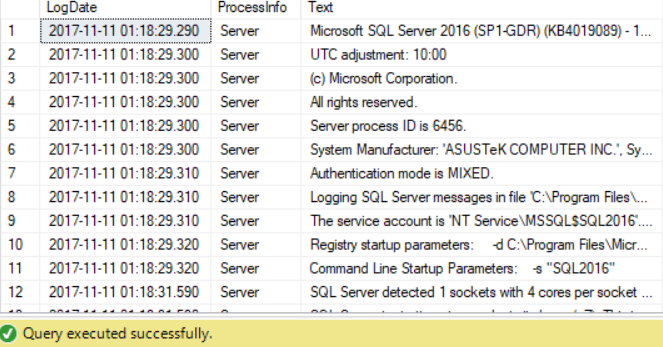 LogDate ProcessInfo Text
1 2017-11-11 01:18:29.290 Server Microsoft SQL Server 2016 (SP1-GDR) (KB4019089) - 1...
2 2017-11-11 01:18:29.300 Server UTC adjustment: 10:00
3 2017-11-11 01:18:29.300 Server (c) Microsoft Corporation.
4 2017-11-11 01:18:29.300 Server All rights reserved.
5 2017-11-11 01:18:29.300 Server Server process ID is 6456.
6 2017-11-11 01:18:29.300 Server System Manufacturer: 'ASUSTeK COMPUTER INC.', Sy...
7 2017-11-11 01:18:29.310 Server Authentication mode is MIXED.
8 2017-11-11 01:18:29.310 Server Logging SQL Server messages in file 'C:\Program Files\...
9 2017-11-11 01:18:29.310 Server The service account is 'NT Service\MSSQL$SQL2016'....
10 2017-11-11 01:18:29.320 Server Registry startup parameters: -d C:\Program Files\Micr...
11 2017-11-11 01:18:29.320 Server Command Line Startup Parameters: -s "SQL2016"
12 2017-11-11 01:18:31.590 Server SQL Server detected 1 sockets with 4 cores per socket ...
Query executed successfully.